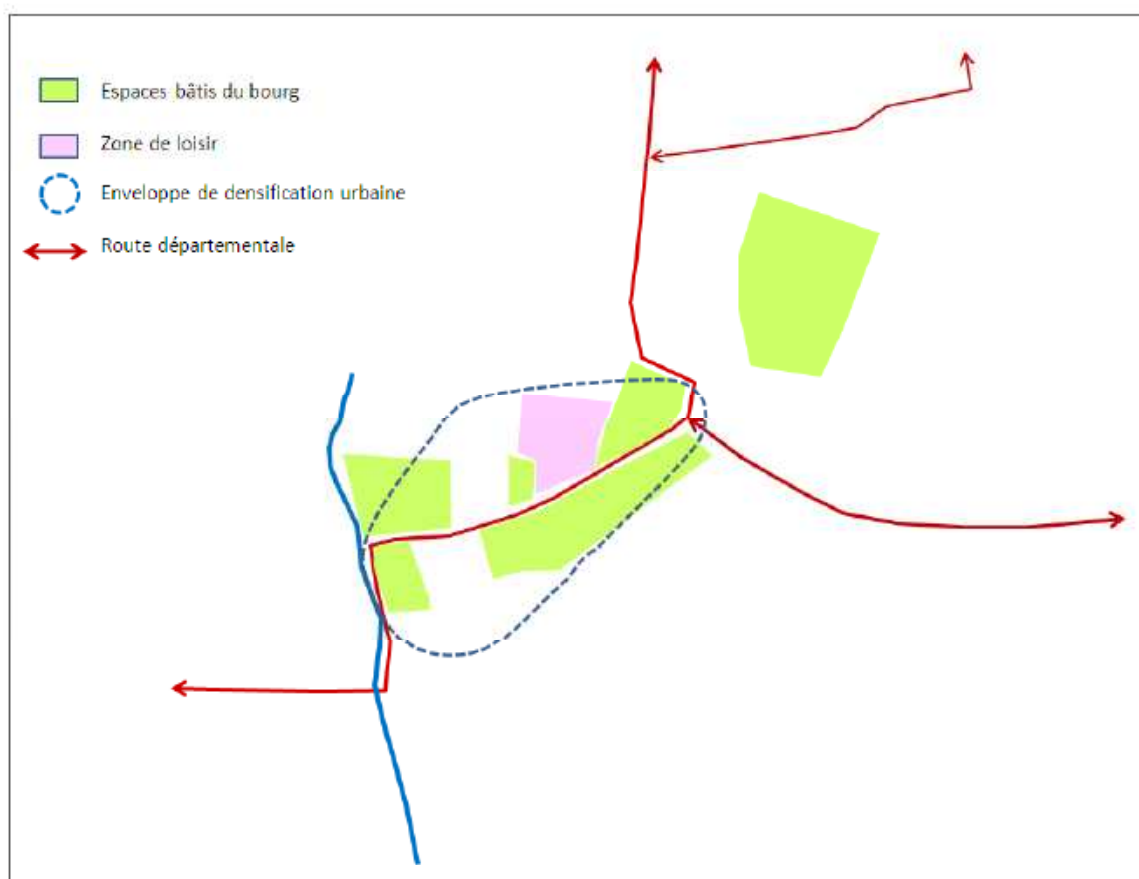 Espaces bâtis du bourg
Zone de loisir
Enveloppe de densification urbaine
Route départementale